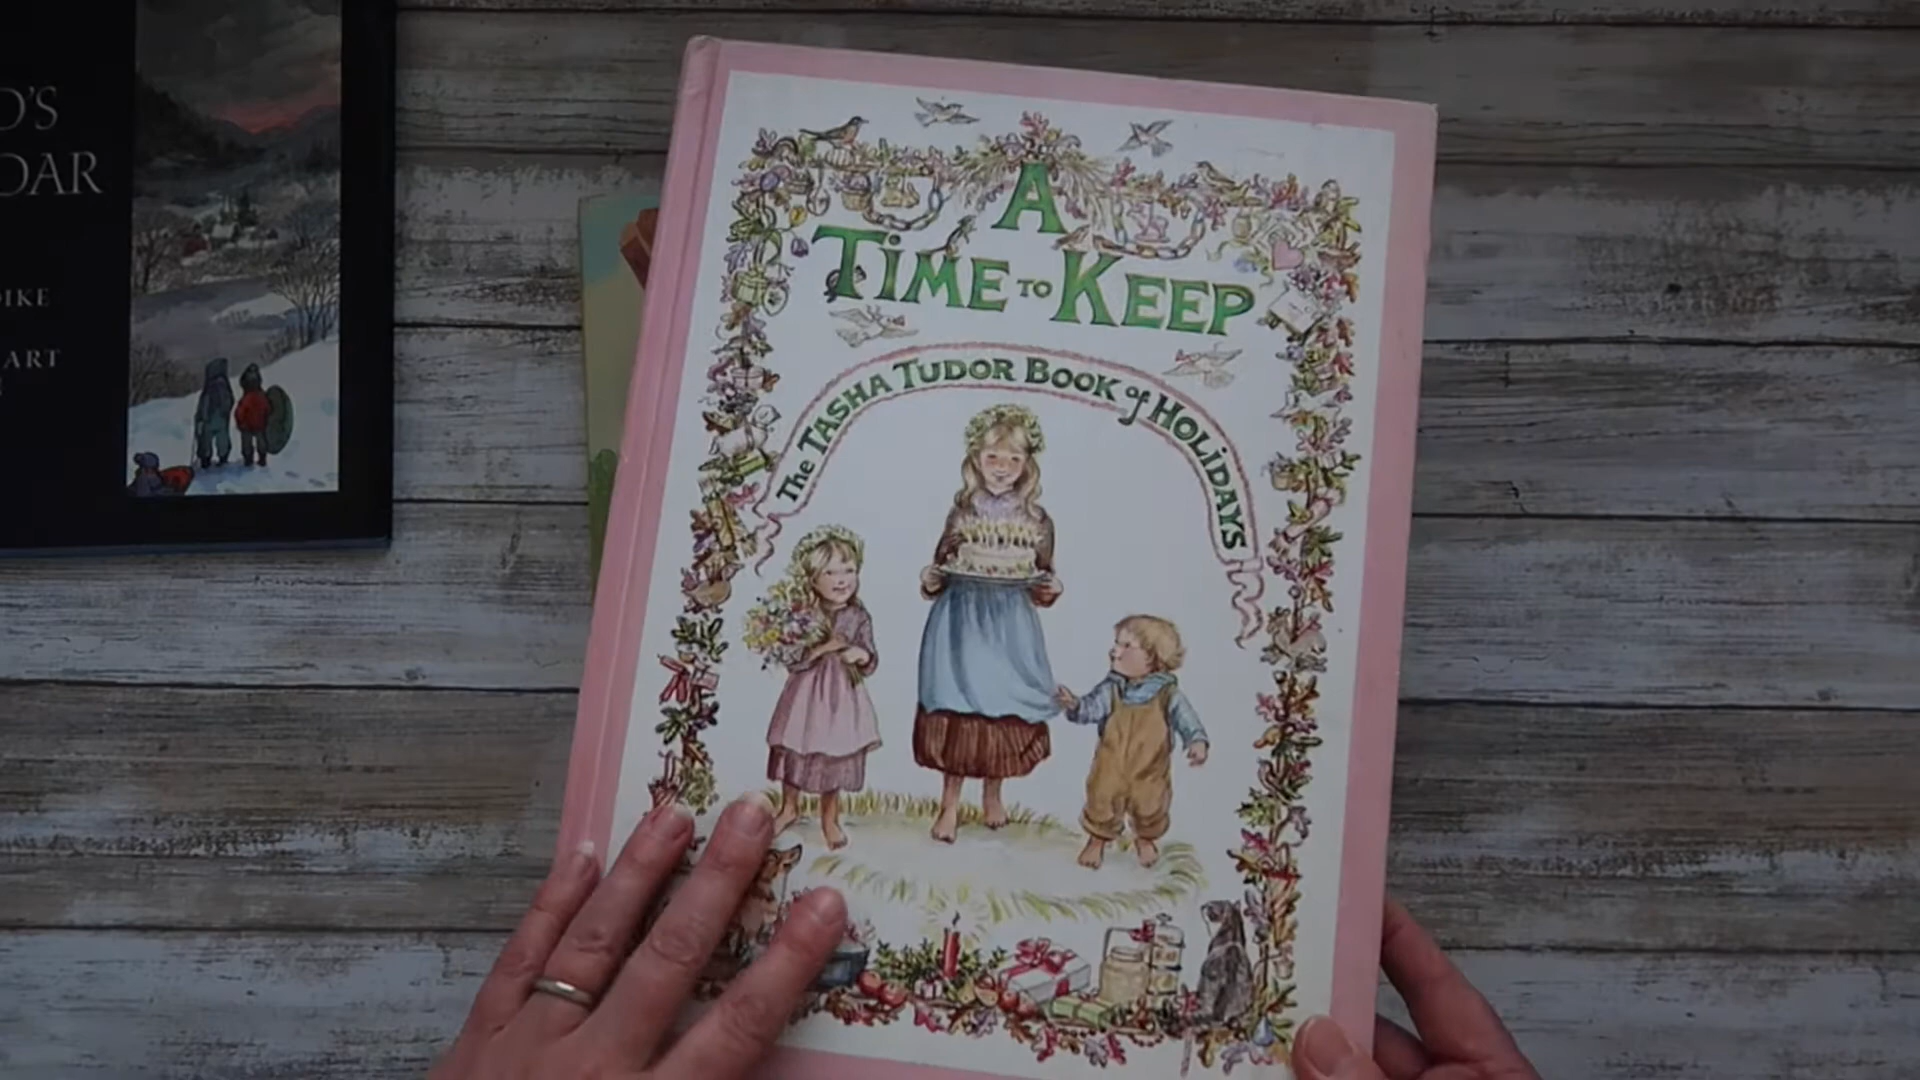 D'S
DAR
DIKE
ART
A
TIME TO KEEP
The TASHA TUDOR BOOK of HOLIDAYS